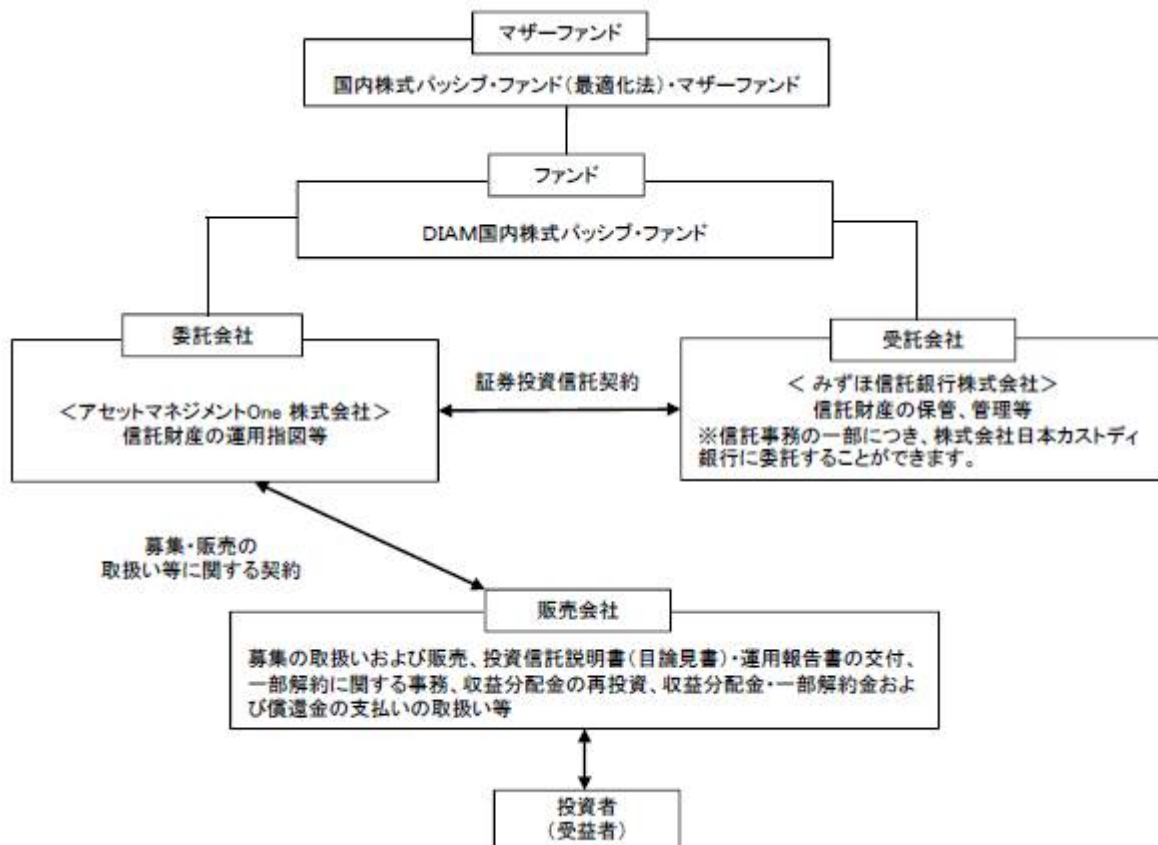 マザーファンド
国内株式パッシブ・ファンド(最適化法)・マザーファンド
ファンド
DIAM国内株式パッシブ・ファンド
委託会社
<アセットマネジメントOne 株式会社>
信託財産の運用指図等
証券投資信託契約
受託会社
< みずほ信託銀行株式会社>
信託財産の保管、管理等
※信託事務の一部につき、株式会社日本カストディ
銀行に委託することができます。
募集・販売の
取扱い等に関する契約
販売会社
募集の取扱いおよび販売、投資信託説明書(目論見書)・運用報告書の交付、
一部解約に関する事務、収益分配金の再投資、収益分配金・一部解約金およ
び償還金の支払いの取扱い等
投資者
(受益者)